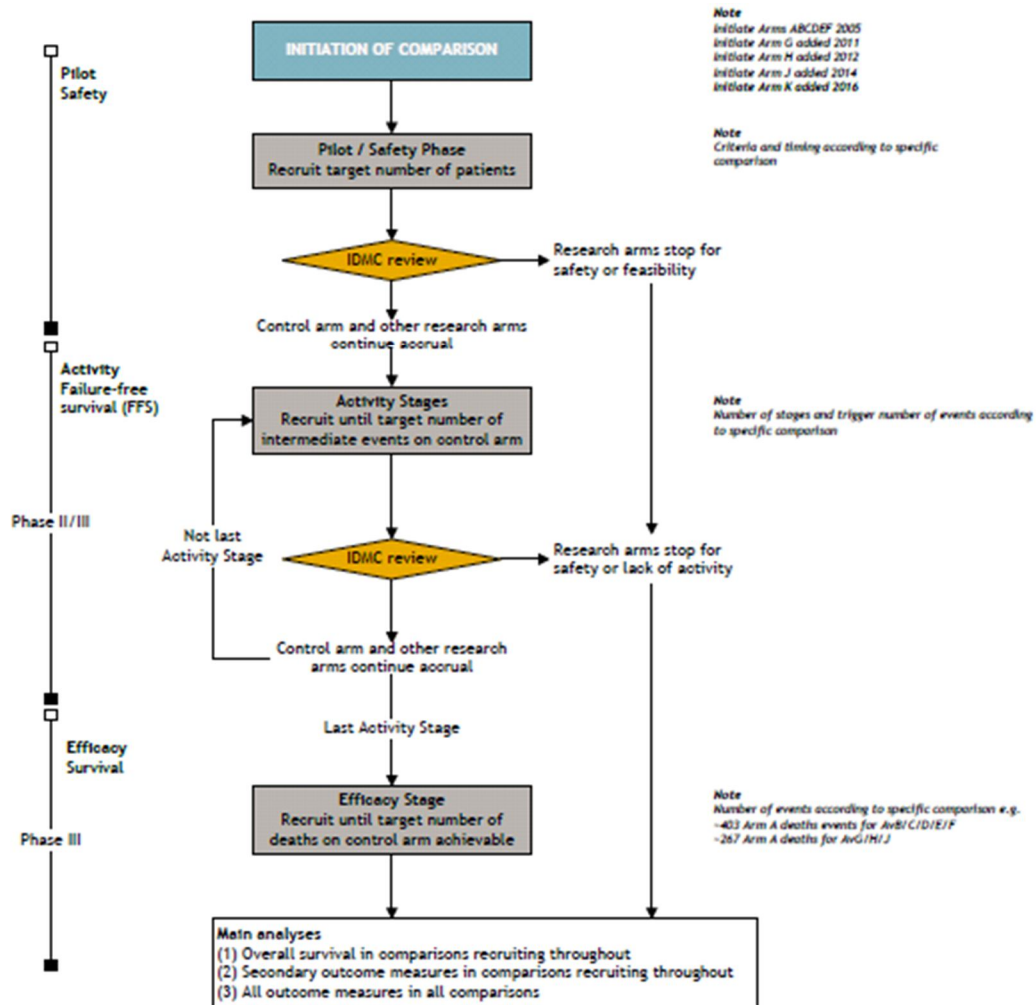 INITIATION OF COMPARISON
Note
Initiate Arms ABCDEF 2005
Initiate Arm G added 2011
Initiate Arm H added 2012
Initiate Arm J added 2014
Initiate Arm K added 2016
Pilot
Safety
Pilot / Safety Phase
Recruit target number of patients
Note
Criteria and timing according to specific
comparison
IDMC review
Research arms stop for
safety or feasibility
Control arm and other research arms
continue accrual
Activity
Failure-free
survival (FFS)
Activity Stages
Recruit until target number of
intermediate events on control arm
Note
Number of stages and trigger number of events according
to specific comparison
Phase II/III
Not last
Activity Stage
IDMC review
Research arms stop for
safety or lack of activity
Control arm and other research
arms continue accrual
Last Activity Stage
Efficacy
Survival
Efficacy Stage
Recruit until target number of
deaths on control arm achievable
Note
Number of events according to specific comparison e.g.
~403 Arm A deaths events for AvB/C/D/E/F
~267 Arm A deaths for AvG/H/J
Phase III
Main analyses
(1) Overall survival in comparisons recruiting throughout
(2) Secondary outcome measures in comparisons recruiting throughout
(3) All outcome measures in all comparisons